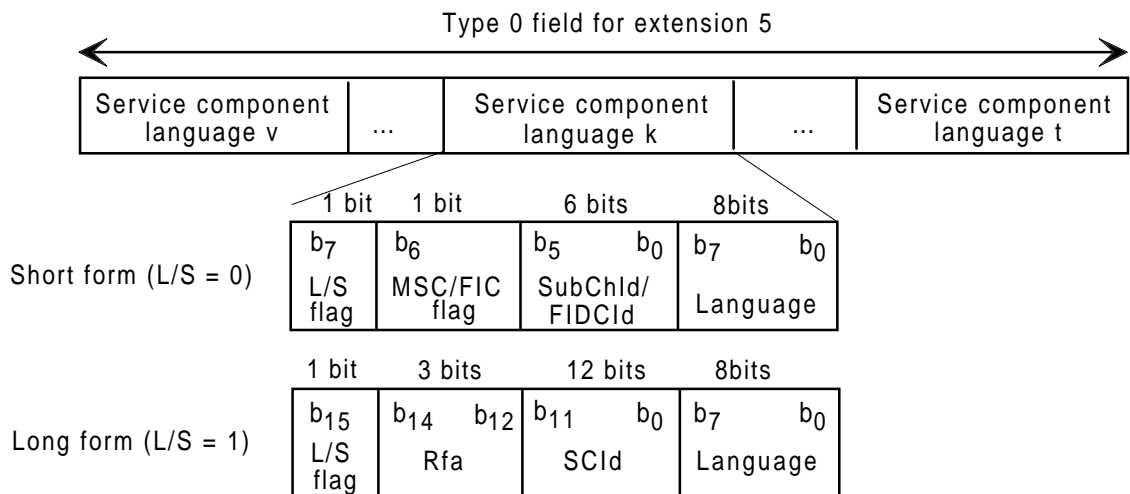 Type 0 field for extension 5
Service component language v
...
Service component language k
...
Service component language t
1 bit 1 bit 6 bits 8bits
Short form (L/S = 0)
b7 b6 b5 b0 b7 b0
L/S flag
MSC/FIC flag
SubChId/ FIDCId
Language
1 bit 3 bits 12 bits 8bits
Long form (L/S = 1)
b15 b14 b12 b11 b0 b7 b0
L/S flag
Rfa
SCId
Language